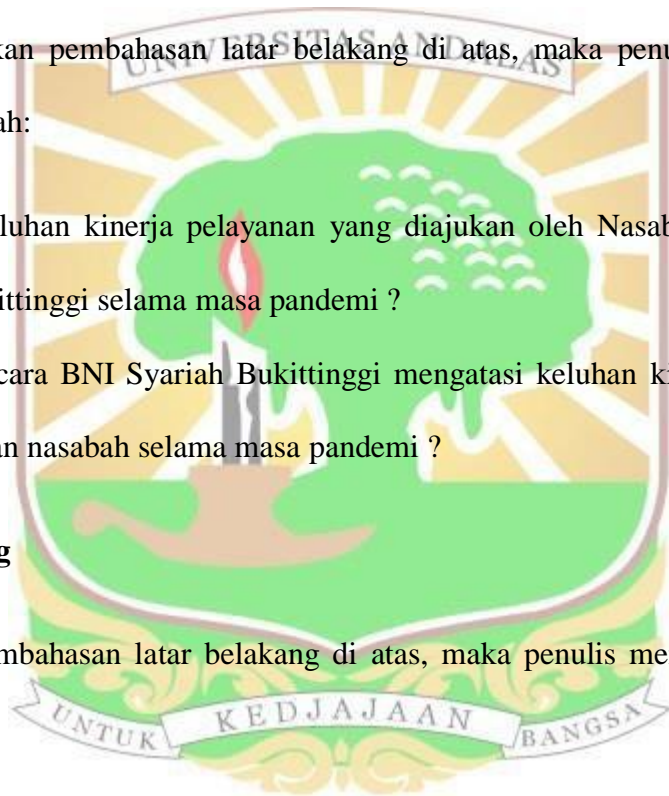 kan pembahasan latar belakang di atas, maka penu
UNIVERSITAS ANDALAS
ah:
luhan kinerja pelayanan yang diajukan oleh Nasab
ittinggi selama masa pandemi ?
cara BNI Syariah Bukittinggi mengatasi keluhan ki
an nasabah selama masa pandemi ?
g
mbahasan latar belakang di atas, maka penulis me
UNTUK KEDJAJAAN BANGSA